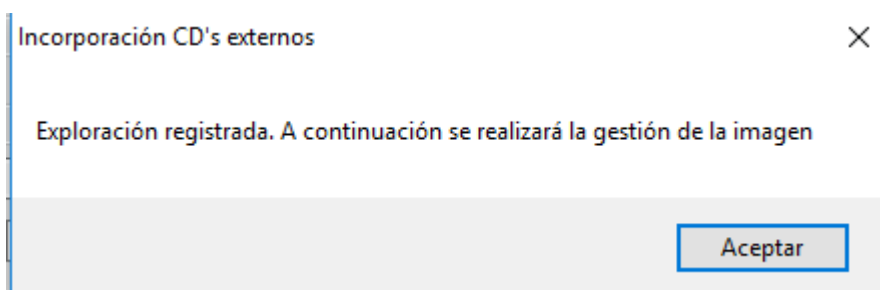 Incorporación CD's externos
Exploración registrada. A continuación se realizará la gestión de la imagen
Aceptar